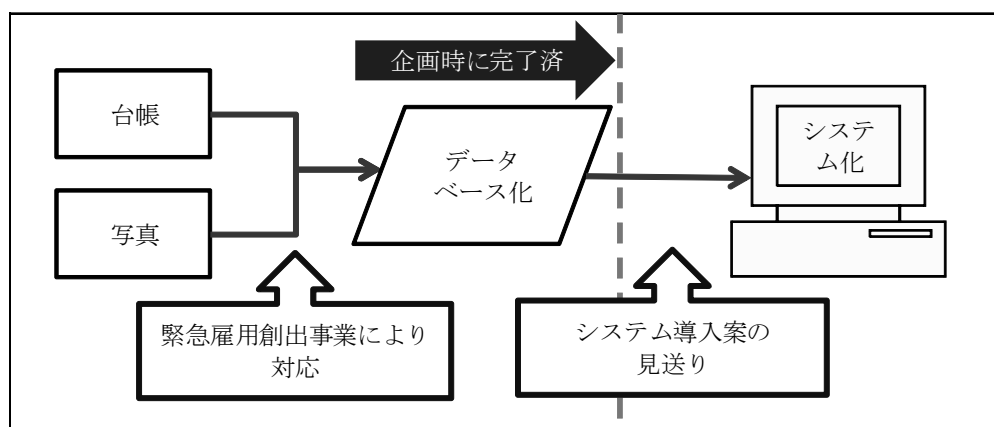 企画時に完了済
台帳
写真
データ
ベース化
システ
ム化
緊急雇用創出事業により
対応
システム導入案の
見送り